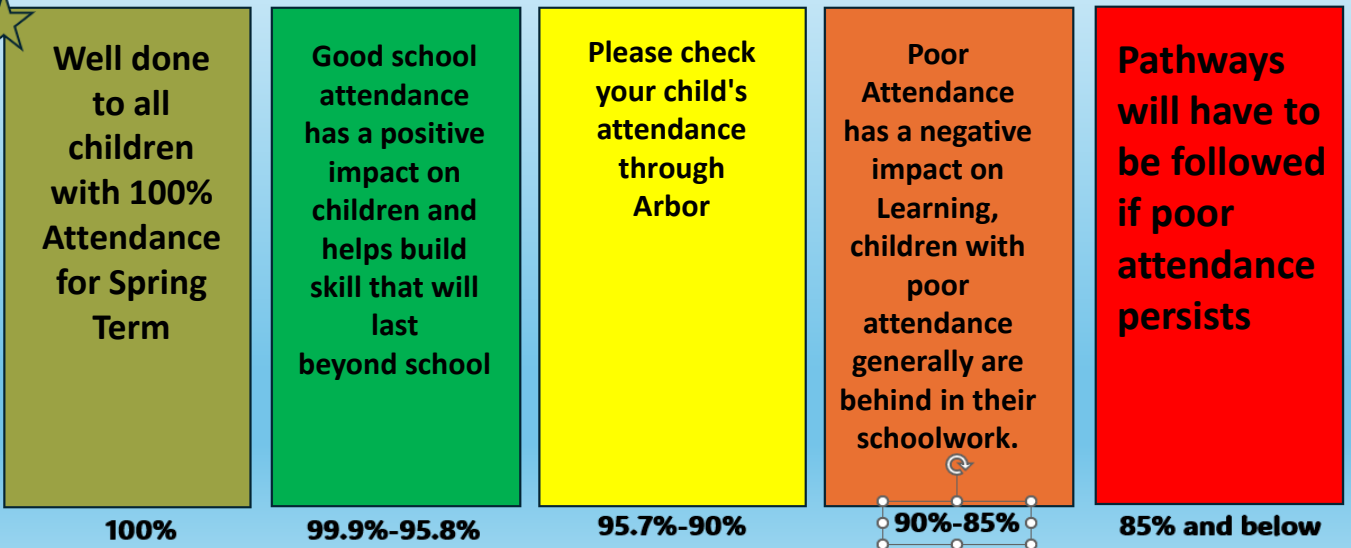 Well done
to all
children
with 100%
Attendance
for Spring
Term
Good school
attendance
has a positive
impact on
children and
helps build
skill that will
last
beyond school
Please check
your child's
attendance
through
Arbor
Poor
Attendance
has a negative
impact on
Learning,
children with
poor
attendance
generally are
behind in their
schoolwork.
Pathways
will have to
be followed
if poor
attendance
persists
100%
99.9%-95.8%
95.7%-90%
90%-85%
85% and below